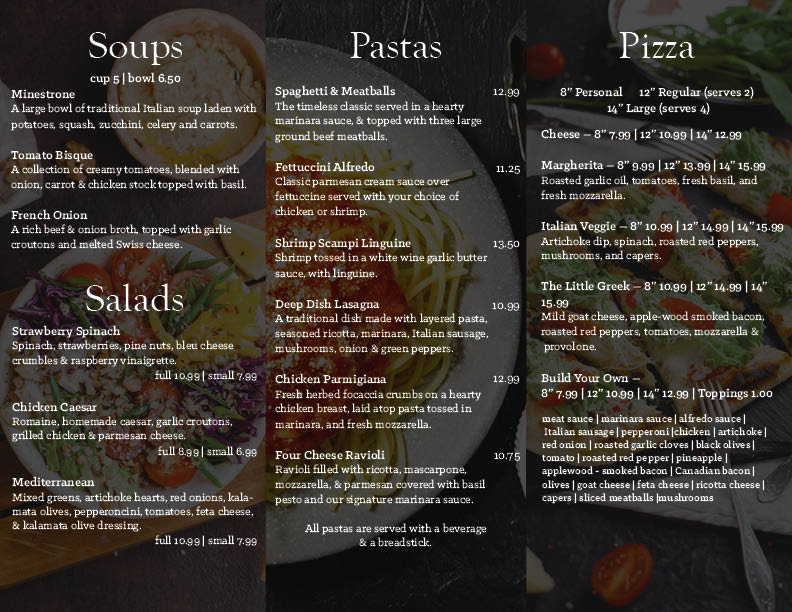 Soups
cup 5 | bowl 6.50
Minestrone
A large bowl of traditional Italian soup laden with
potatoes, squash, zucchini, celery and carrots.
Tomato Bisque
A collection of creamy tomatoes, blended with
onion, carrot & chicken stock topped with basil.
French Onion
A rich beef & onion broth, topped with garlic
croutons and melted Swiss cheese.
Salads
Strawberry Spinach
Spinach, strawberries, pine nuts, bleu cheese
crumbles & raspberry vinaigrette.
full 10.99 | small 7.99
Chicken Caesar
Romaine, homemade caesar, garlic croutons,
grilled chicken & parmesan cheese.
full 8.99 | small 6.99
Mediterranean
Mixed greens, artichoke hearts, red onions, kala-
mata olives, pepperoncini, tomatoes, feta cheese,
& kalamata olive dressing.
full 10.99 | small 7.99
Pastas
Spaghetti & Meatballs 12.99
The timeless classic served in a hearty
marinara sauce, & topped with three large
ground beef meatballs.
Fettuccini Alfredo 11.25
Classic parmesan cream sauce over
fettuccine served with your choice of
chicken or shrimp.
Shrimp Scampi Linguine 13.50
Shrimp tossed in a white wine garlic butter
sauce, with linguine.
Deep Dish Lasagna 10.99
A traditional dish made with layered pasta,
seasoned ricotta, marinara, Italian sausage,
mushrooms, onion & green peppers.
Chicken Parmigiana 12.99
Fresh herbed focaccia crumbs on a hearty
chicken breast, laid atop pasta tossed in
marinara, and fresh mozzarella.
Four Cheese Ravioli 10.75
Ravioli filled with ricotta, mascarpone,
mozzarella, & parmesan covered with basil
pesto and our signature marinara sauce.
All pastas are served with a beverage
& a breadstick.
Pizza
8” Personal 12” Regular (serves 2)
14” Large (serves 4)
Cheese – 8” 7.99 | 12” 10.99 | 14” 12.99
Margherita – 8” 9.99 | 12” 13.99 | 14” 15.99
Roasted garlic oil, tomatoes, fresh basil, and
fresh mozzarella.
Italian Veggie – 8” 10.99 | 12” 14.99 | 14” 15.99
Artichoke dip, spinach, roasted red peppers,
mushrooms, and capers.
The Little Greek – 8” 10.99 | 12” 14.99 | 14”
15.99
Mild goat cheese, apple-wood smoked bacon,
roasted red peppers, tomatoes, mozzarella &
provolone.
Build Your Own –
8” 7.99 | 12” 10.99 | 14” 12.99 | Toppings 1.00
meat sauce | marinara sauce | alfredo sauce |
Italian sausage | pepperoni |chicken | artichoke |
red onion | roasted garlic cloves | black olives |
tomato | roasted red pepper | pineapple |
applewood - smoked bacon | Canadian bacon |
olives | goat cheese | feta cheese | ricotta cheese |
capers | sliced meatballs |mushrooms